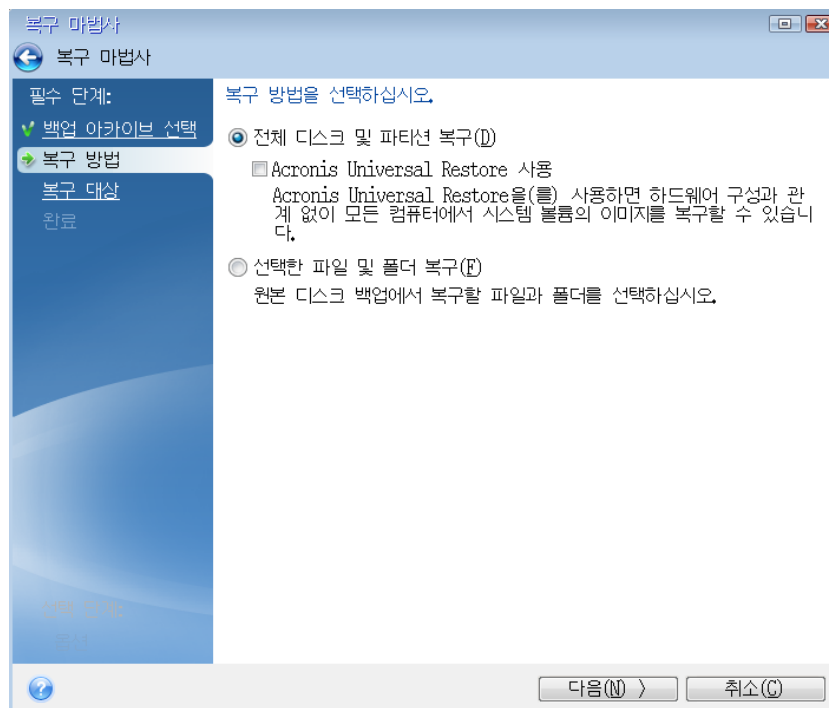 복구 마법사
복구 마법사
필수 단계:
백업 아카이브 선택
복구 방법
복구 대상
완료
복구 방법을 선택하십시오.
전체 디스크 및 파티션 복구(D)
Acronis Universal Restore 사용
Acronis Universal Restore을(를) 사용하면 하드웨어 구성과 관
계 없이 모든 컴퓨터에서 시스템 볼륨의 이미지를 복구할 수 있습니
다.
선택한 파일 및 폴더 복구(F)
원본 디스크 백업에서 복구할 파일과 폴더를 선택하십시오.
다음(N) >
취소(C)